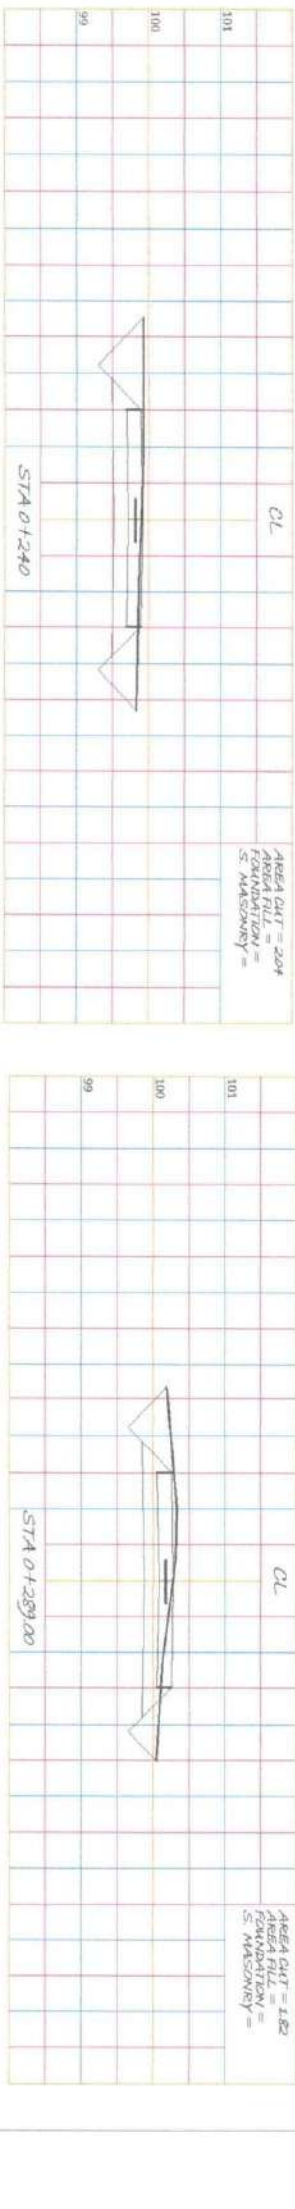 CL
AREA CUT = 2.04
AREA FILL =
FOUNDATION =
S. MASONRY =
101
100
99
STA 0+240
CL
AREA CUT = 1.82
AREA FILL =
FOUNDATION =
S. MASONRY =
101
100
99
STA 0+289.00